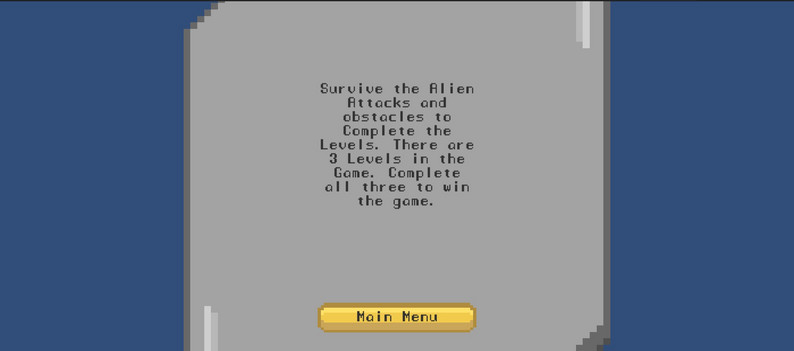 Survive the Alien
Attacks and
obstacles to
Complete the
Levels. There are
3 Levels in the
Game. Complete
all three to win
the game.
Main Menu